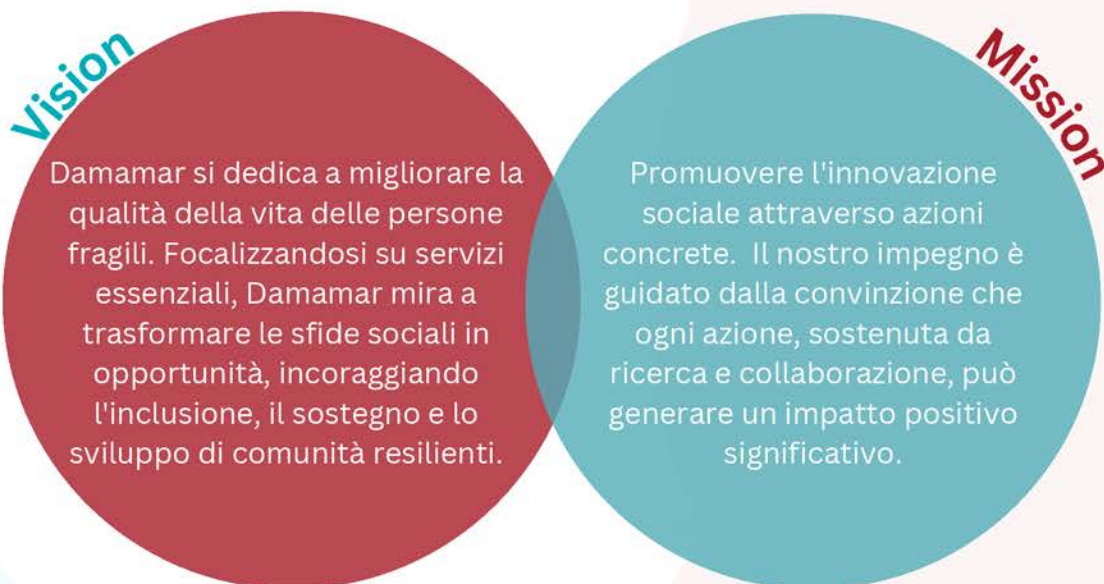 Vision
Damamar si dedica a migliorare la
qualità della vita delle persone
fragili. Focalizzandosi su servizi
essenziali, Damamar mira a
trasformare le sfide sociali in
opportunità, incoraggiando
l'inclusione, il sostegno e lo
sviluppo di comunità resilienti.
Mission
Promuovere l'innovazione
sociale attraverso azioni
concrete.  Il nostro impegno è
guidato dalla convinzione che
ogni azione, sostenuta da
ricerca e collaborazione, può
generare un impatto positivo
significativo.